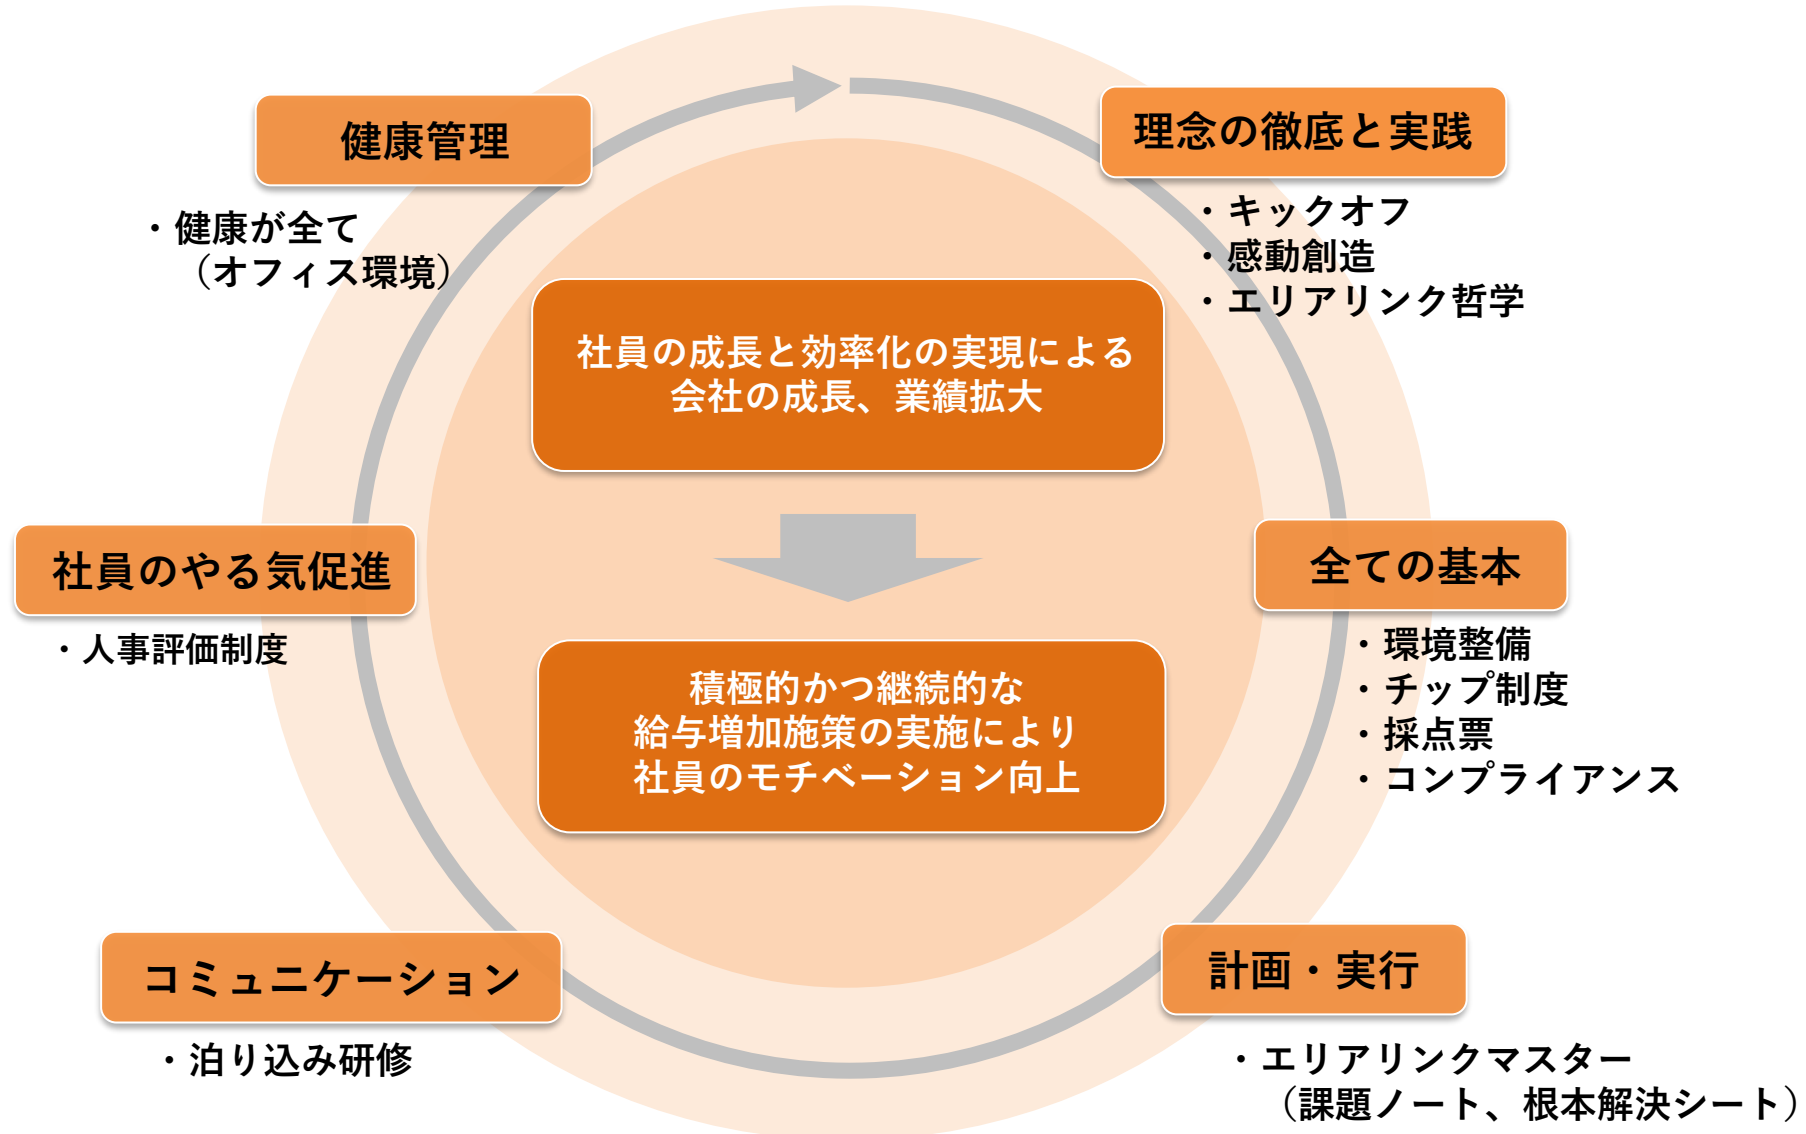 健康管理
・健康が全て
（オフィス環境）
理念の徹底と実践
・キックオフ
・感動創造
・エリアリンク哲学
社員の成長と効率化の実現による
会社の成長、業績拡大
社員のやる気促進
・人事評価制度
全ての基本
・環境整備
・チップ制度
・採点票
・コンプライアンス
積極的かつ継続的な
給与増加施策の実施により
社員のモチベーション向上
コミュニケーション
・泊り込み研修
計画・実行
・エリアリンクマスター
（課題ノート、根本解決シート）